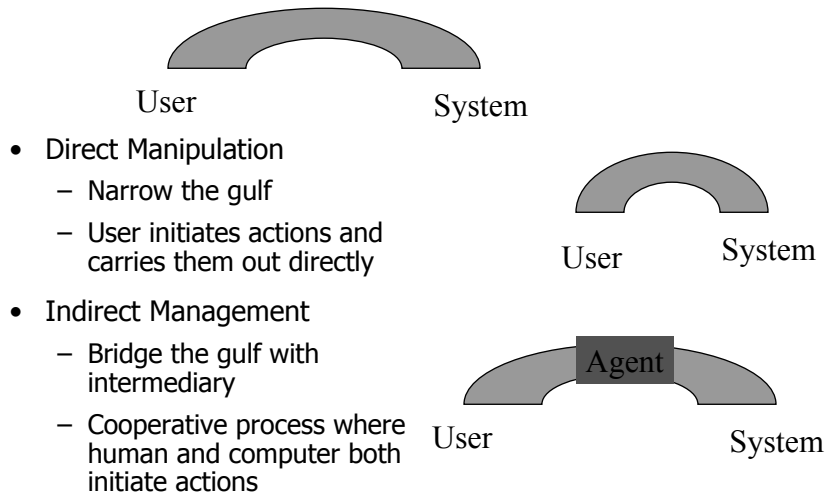 User
System
• Direct Manipulation
– Narrow the gulf
– User initiates actions and
carries them out directly
User
System
• Indirect Management
– Bridge the gulf with
intermediary
– Cooperative process where
human and computer both
initiate actions
Agent
User
System